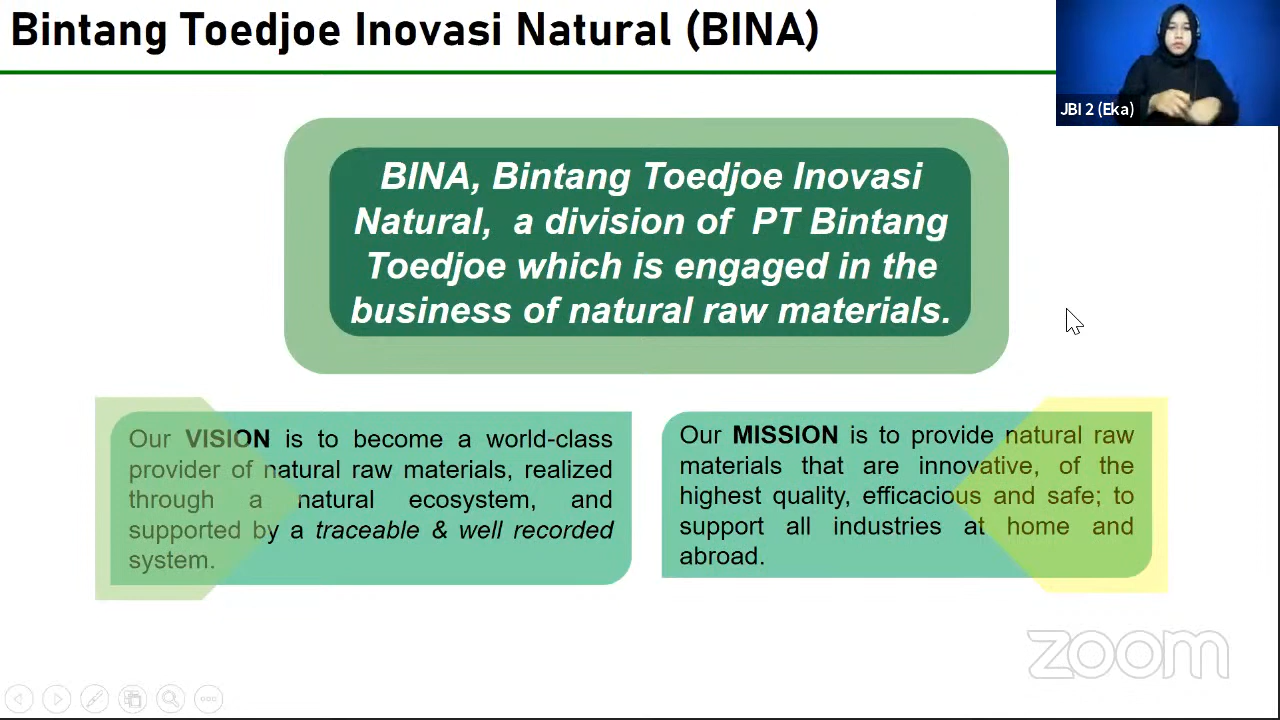 Bintang Toedjoe Inovasi Natural (BINA)
JBI 2 (Eka)
BINA, Bintang Toedjoe Inovasi
Natural, a division of PT Bintang
Toedjoe which is engaged in the
business of natural raw materials.
Our VISION is to become a world-class
provider of natural raw materials, realized
through a natural ecosystem, and
supported by a traceable & well recorded
system.
Our MISSION is to provide natural raw
materials that are innovative, of the
highest quality, efficacious and safe; to
support all industries at home and
abroad.
zoom